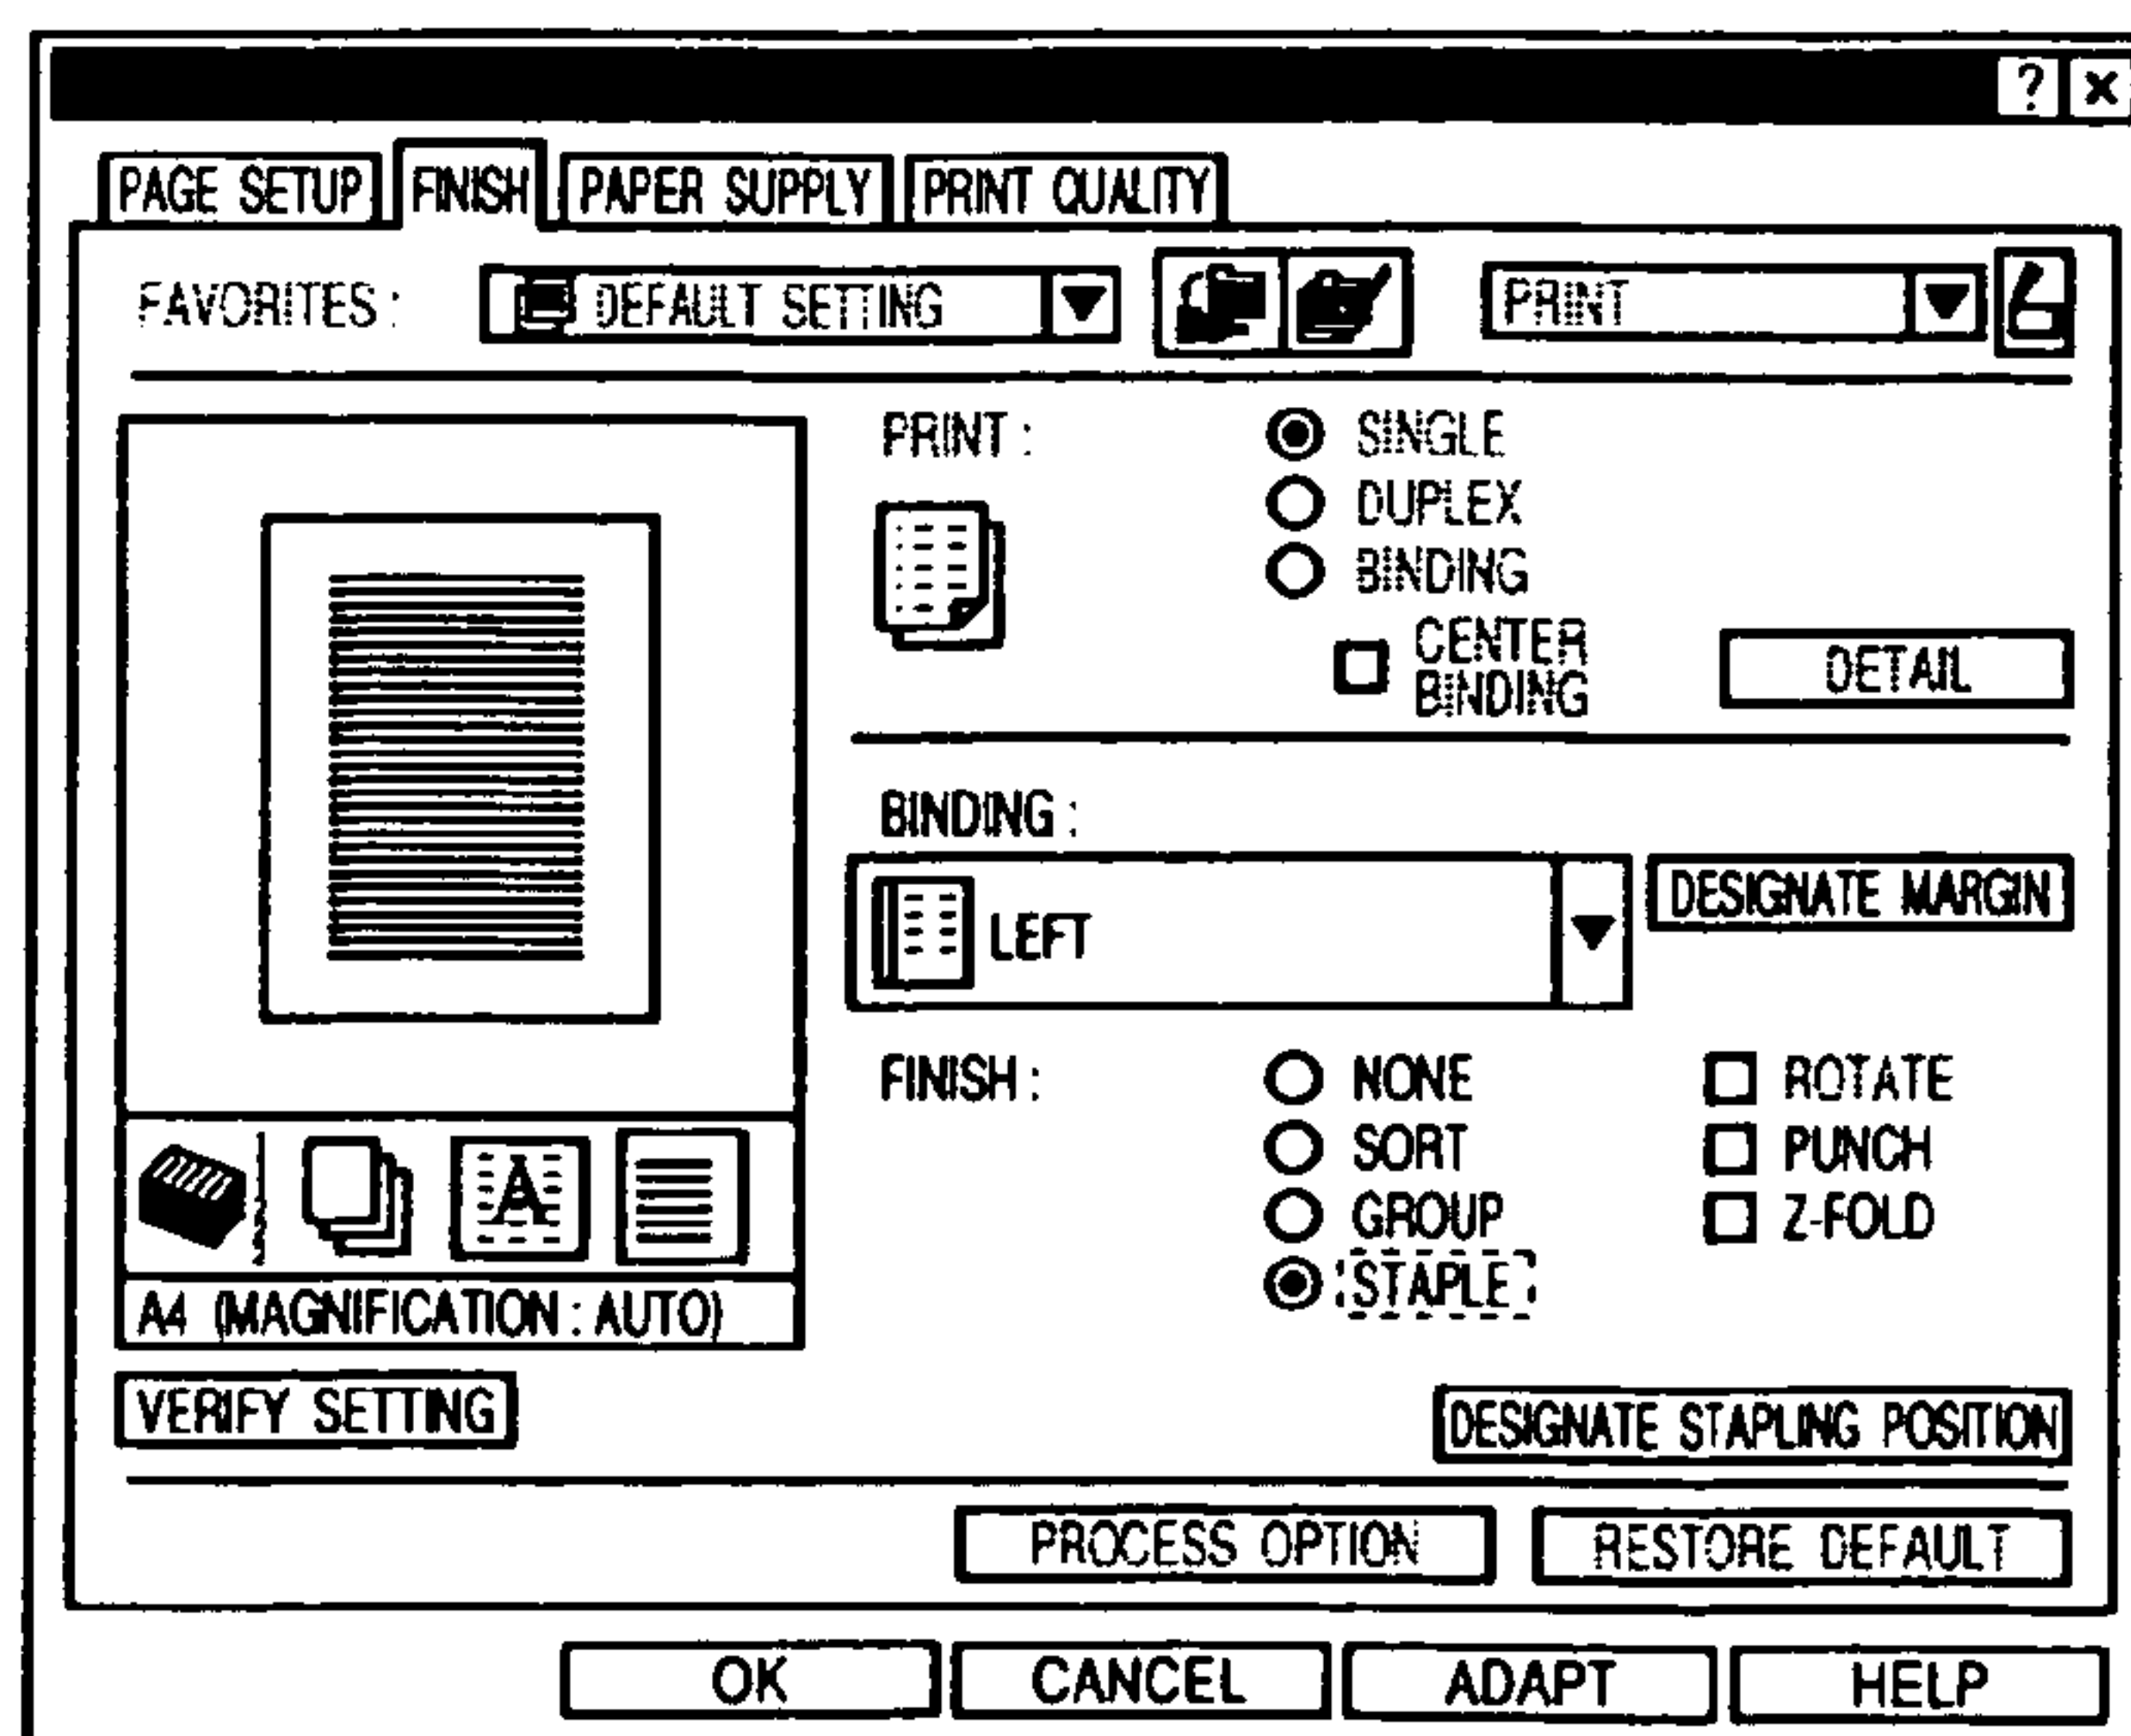 ?
PAGE SETUP FINISH PAPER SUPPLY PRINT QUALITY
FAVORITES : DEFAULT SETTING PRINT
PRINT : SINGLE
DUPLEX
BINDING
CENTER
BINDING
DETAIL
BINDING :
LEFT
DESIGNATE MARGIN
FINISH : NONE ROTATE
SORT PUNCH
GROUP Z-FOLD
STAPLE
A
A4 (MAGNIFICATION : AUTO)
VERIFY SETTING
DESIGNATE STAPLING POSITION
PROCESS OPTION RESTORE DEFAULT
OK CANCEL ADAPT HELP